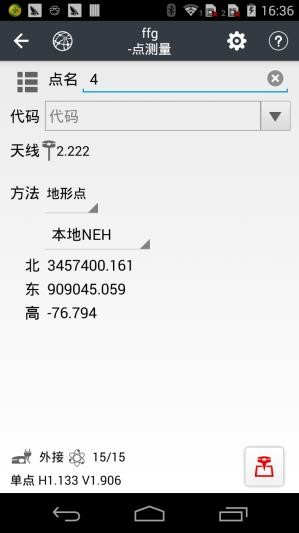 16:36
ffg
-点测量
点名 4
代码 代码
天线 2.222
方法 地形点
本地NEH
北 3457400.161
东 909045.059
高 -76.794
外接 15/15
单点 H1.133 V1.906